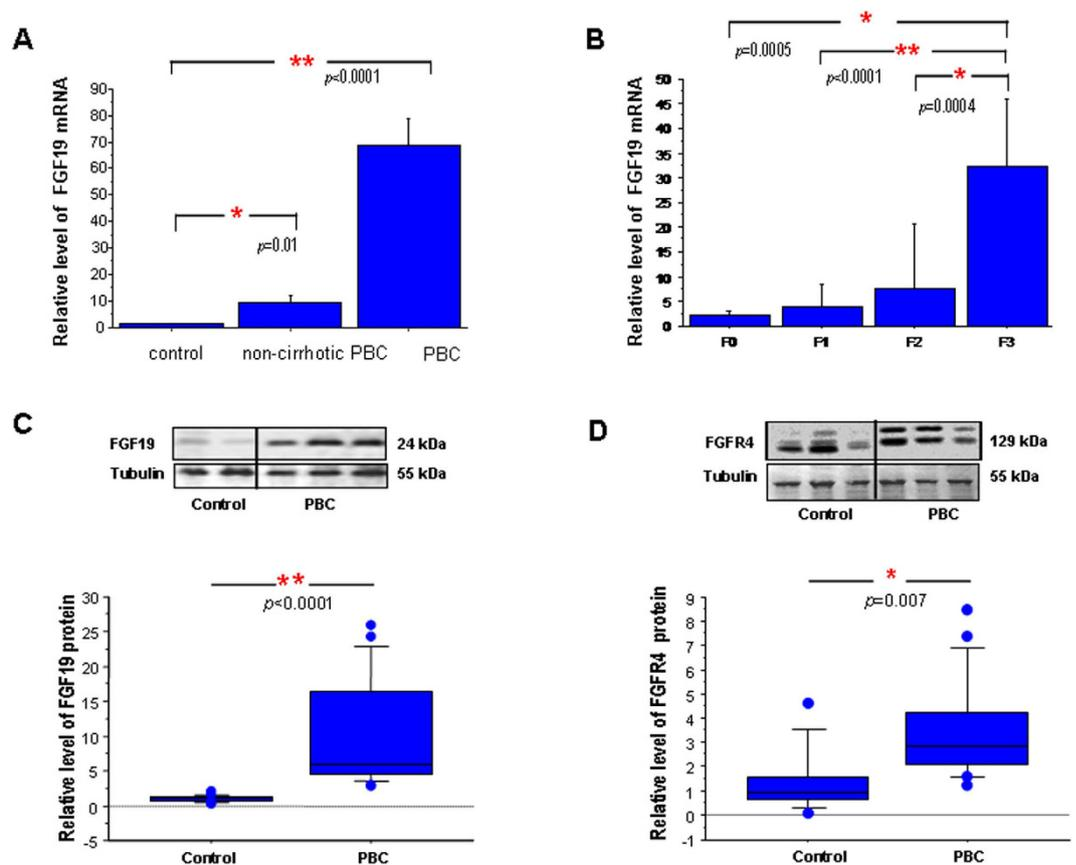 A
**
p<0.0001
Relative level of FGF19 mRNA
90
80
70
60
50
40
30
20
10
0
*
p=0.01
control non-cirrhotic PBC PBC
B
*
p=0.0005
**
p<0.0001
*
p=0.0004
Relative level of FGF19 mRNA
50
45
40
35
30
25
20
15
10
5
0
F0 F1 F2 F3
C
FGF19 24 kDa
Tubulin 55 kDa
Control PBC
**
p<0.0001
Relative level of FGF19 protein
30
25
20
15
10
5
0
-5
Control PBC
D
FGFR4 129 kDa
Tubulin 55 kDa
Control PBC
*
p=0.007
Relative level of FGFR4 protein
9
8
7
6
5
4
3
2
1
0
-1
Control PBC